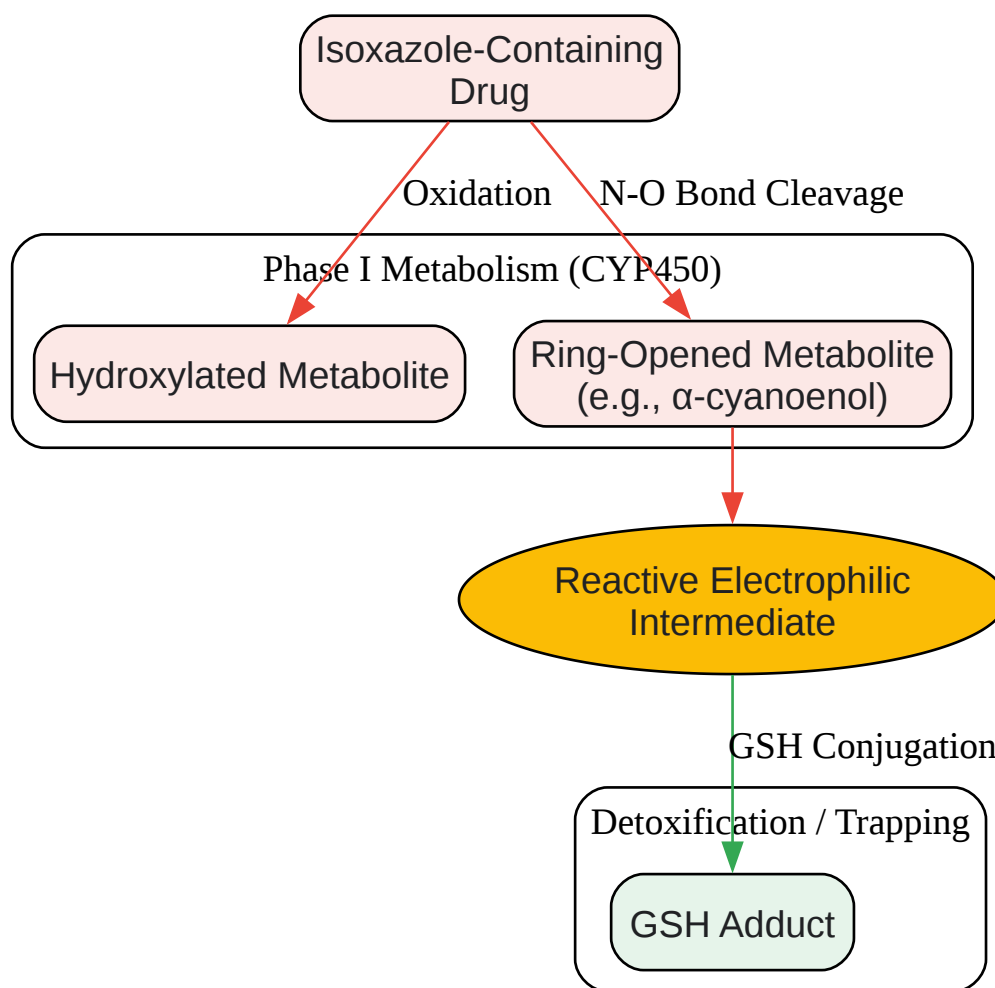 Isoxazole-Containing
Drug
Oxidation
N-O Bond Cleavage
Phase I Metabolism (CYP450)
Hydroxylated Metabolite
Ring-Opened Metabolite
(e.g., α-cyanoenol)
Reactive Electrophilic
Intermediate
GSH Conjugation
Detoxification / Trapping
GSH Adduct